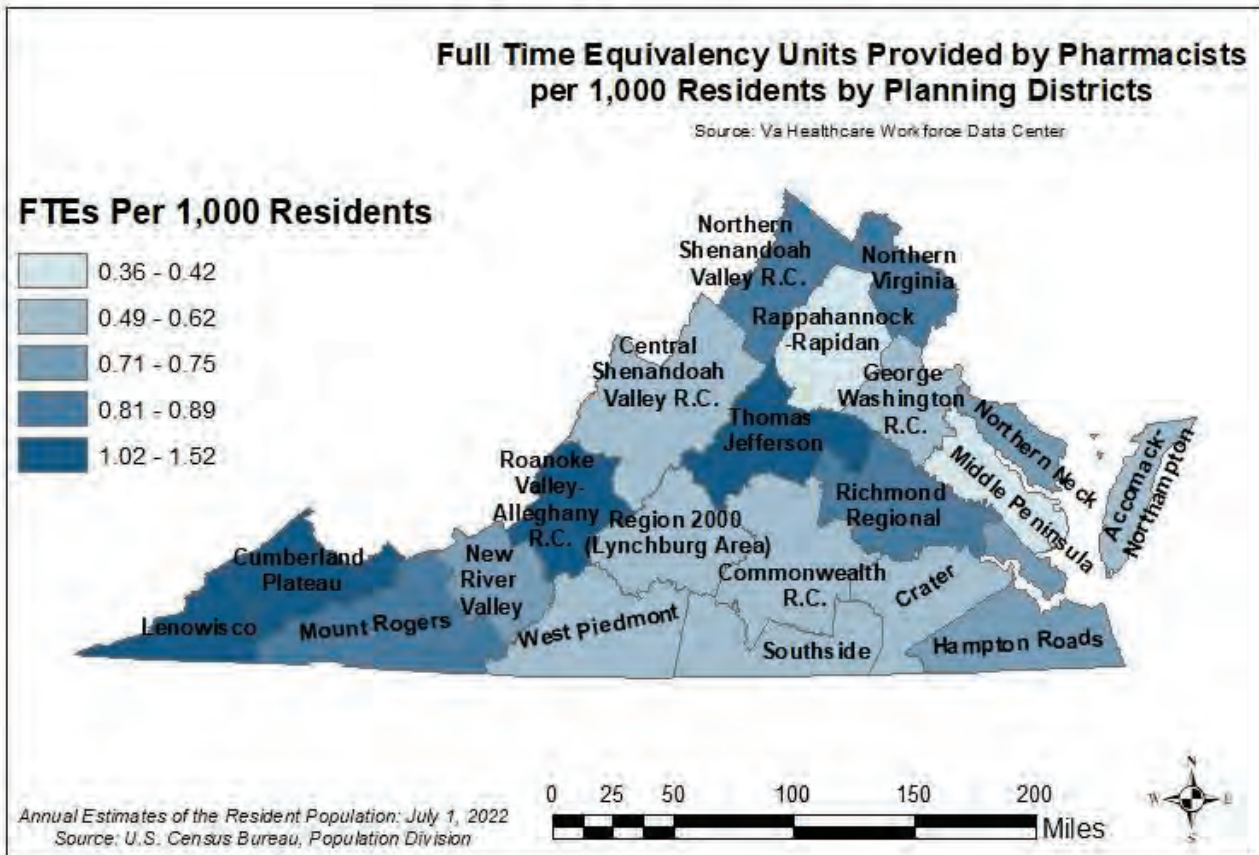 Full Time Equivalency Units Provided by Pharmacists
per 1,000 Residents by Planning Districts
Source: Va Healthcare Workforce Data Center
FTEs Per 1,000 Residents
0.36 - 0.42
0.49 - 0.62
0.71 - 0.75
0.81 - 0.89
1.02 - 1.52
Northern
Shenandoah
Valley R.C.
Northern
Virginia
Rappahannock
-Rapidan
Central
Shenandoah
Valley R.C.
George
Washington
R.C.
Thomas
Jefferson
Northern Neck
Middle Peninsula
Accomack-
Northampton
Roanoke
Valley-
Alleghany
R.C.
Richmond
Regional
Region 2000
(Lynchburg Area)
Cumberland
Plateau
New
River
Valley
Commonwealth
R.C.
Crater
Lenowisco
Mount Rogers
West Piedmont
Southside
Hampton Roads
Annual Estimates of the Resident Population: July 1, 2022
Source: U.S. Census Bureau, Population Division
0 25 50 100 150 200
Miles
N
W E
S